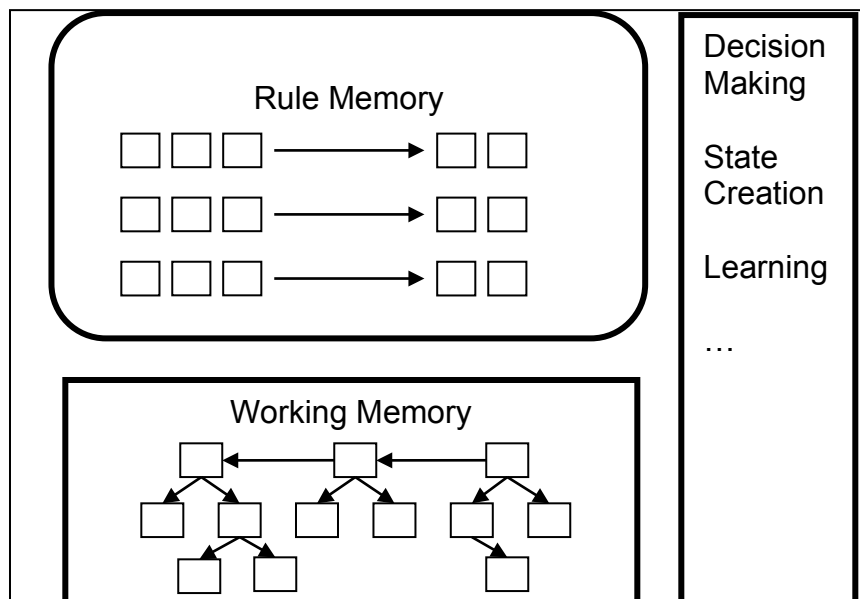 Rule Memory
Working Memory
Decision
Making
State
Creation
Learning
…